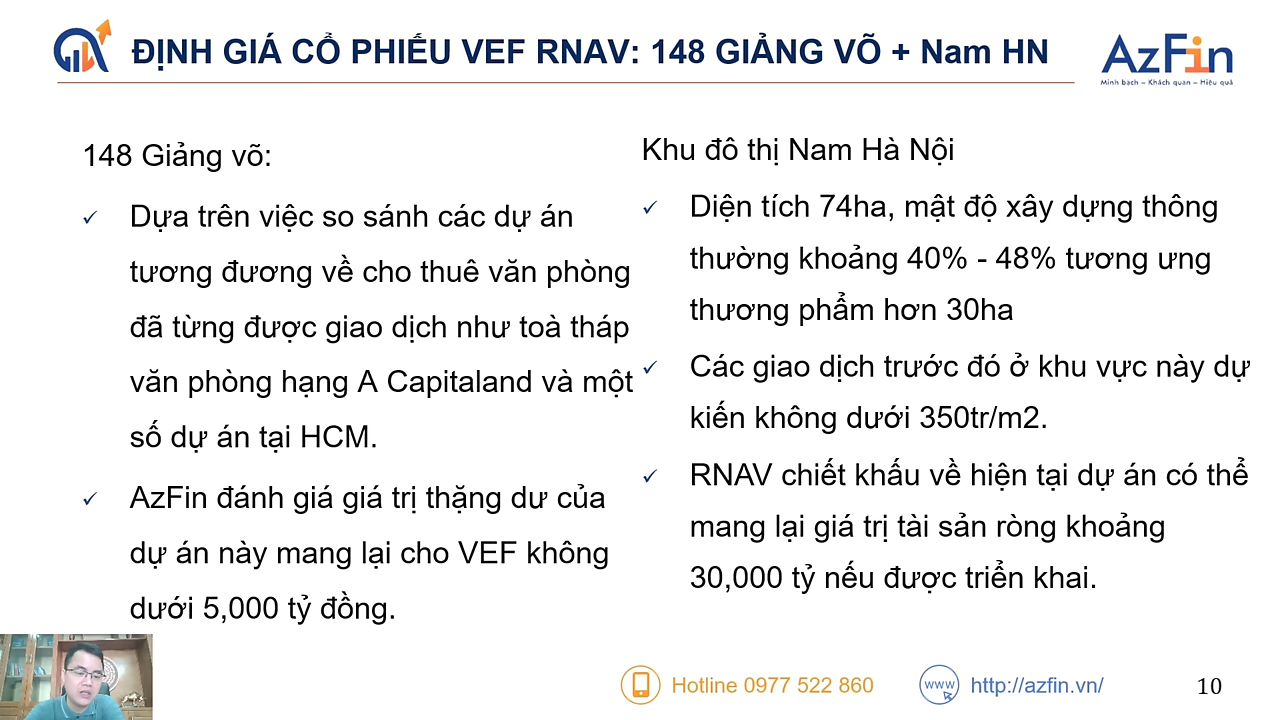 ĐỊNH GIÁ CỔ PHIẾU VEF RNAV: 148 GIẢNG VÕ + Nam HN
AzFin
Minh bạch – Khách quan – Hiệu quả
148 Giảng võ:
✓ Dựa trên việc so sánh các dự án
tương đương về cho thuê văn phòng
đã từng được giao dịch như toà tháp
văn phòng hạng A Capitaland và một
số dự án tại HCM.
✓ AzFin đánh giá giá trị thặng dư của
dự án này mang lại cho VEF không
dưới 5,000 tỷ đồng.
Khu đô thị Nam Hà Nội
✓ Diện tích 74ha, mật độ xây dựng thông
thường khoảng 40% - 48% tương ưng
thương phẩm hơn 30ha
✓ Các giao dịch trước đó ở khu vực này dự
kiến không dưới 350tr/m2.
✓ RNAV chiết khấu về hiện tại dự án có thể
mang lại giá trị tài sản ròng khoảng
30,000 tỷ nếu được triển khai.
Hotline 0977 522 860
www
http://azfin.vn/
10